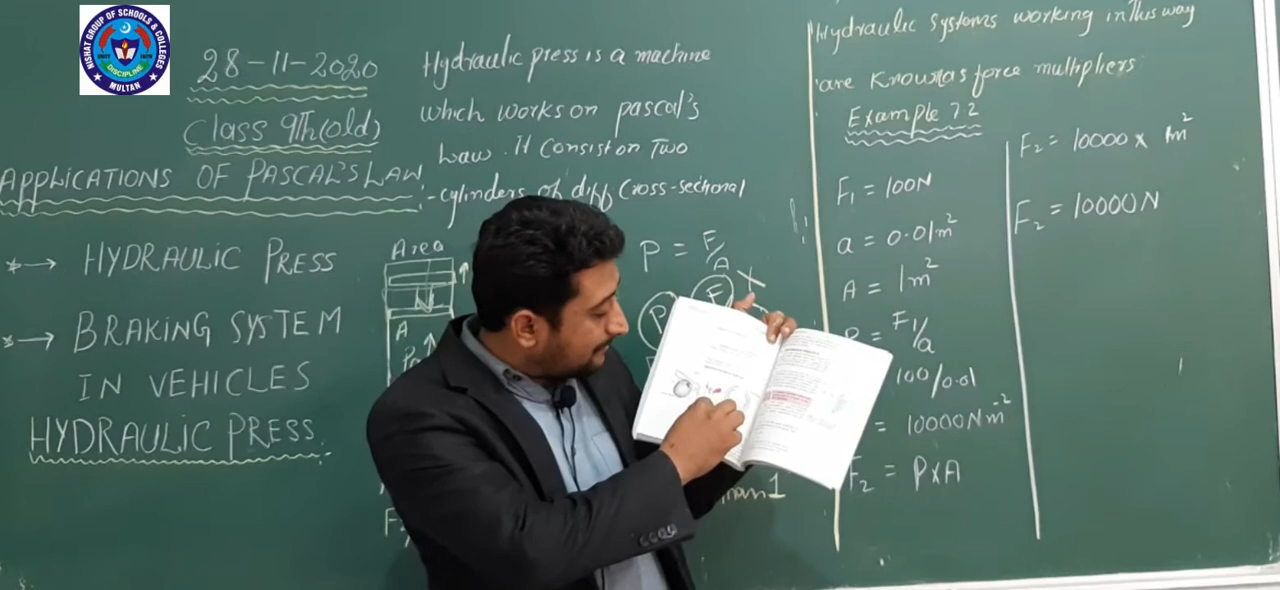 NISHAT GROUP OF SCHOOLS & COLLEGES
UNITY
FAITH
DISCIPLINE
MULTAN
28-11-2020
Class 9Th(old)
APPLICATIONS OF PASCAL'S LAW:-
*→ HYDRAULIC PRESS
*→ BRAKING SYSTEM
IN VEHICLES
HYDRAULIC PRESS.
Hydraulic press is a machine
which works on pascal's
Law. It Consist on Two
cylinders of diff Cross-sectional
Area
A
P = F/A
F
P
Hydraulic systems working in this way
are Known as force multipliers
Example 7.2
F₁ = 100N
a = 0.01m²
A = 1m²
P = F₁/a
100/0.01
= 10000Nm⁻²
F₂ = P×A
F₂ = 10000 × 1m²
F₂ = 10000N